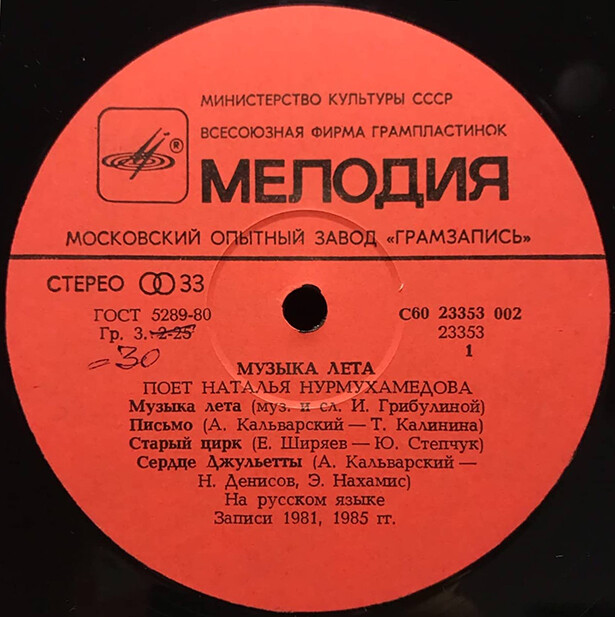 МИНИСТЕРСТВО КУЛЬТУРЫ СССР
ВСЕСОЮЗНАЯ ФИРМА ГРАМПЛАСТИНОК
®
МЕЛОДИЯ
МОСКОВСКИЙ ОПЫТНЫЙ ЗАВОД «ГРАМЗАПИСЬ»
СТЕРЕО 33
ГОСТ 5289-80
С60 23353 002
Гр. 3. 2-25
23353
-30
1
МУЗЫКА ЛЕТА
ПОЕТ НАТАЛЬЯ НУРМУХАМЕДОВА
Музыка лета (муз. и сл. И. Грибулиной)
Письмо (А. Кальварский — Т. Калинина)
Старый цирк (Е. Ширяев — Ю. Степчук)
Сердце Джульетты (А. Кальварский —
Н. Денисов, Э. Нахамис)
На русском языке
Записи 1981, 1985 гг.